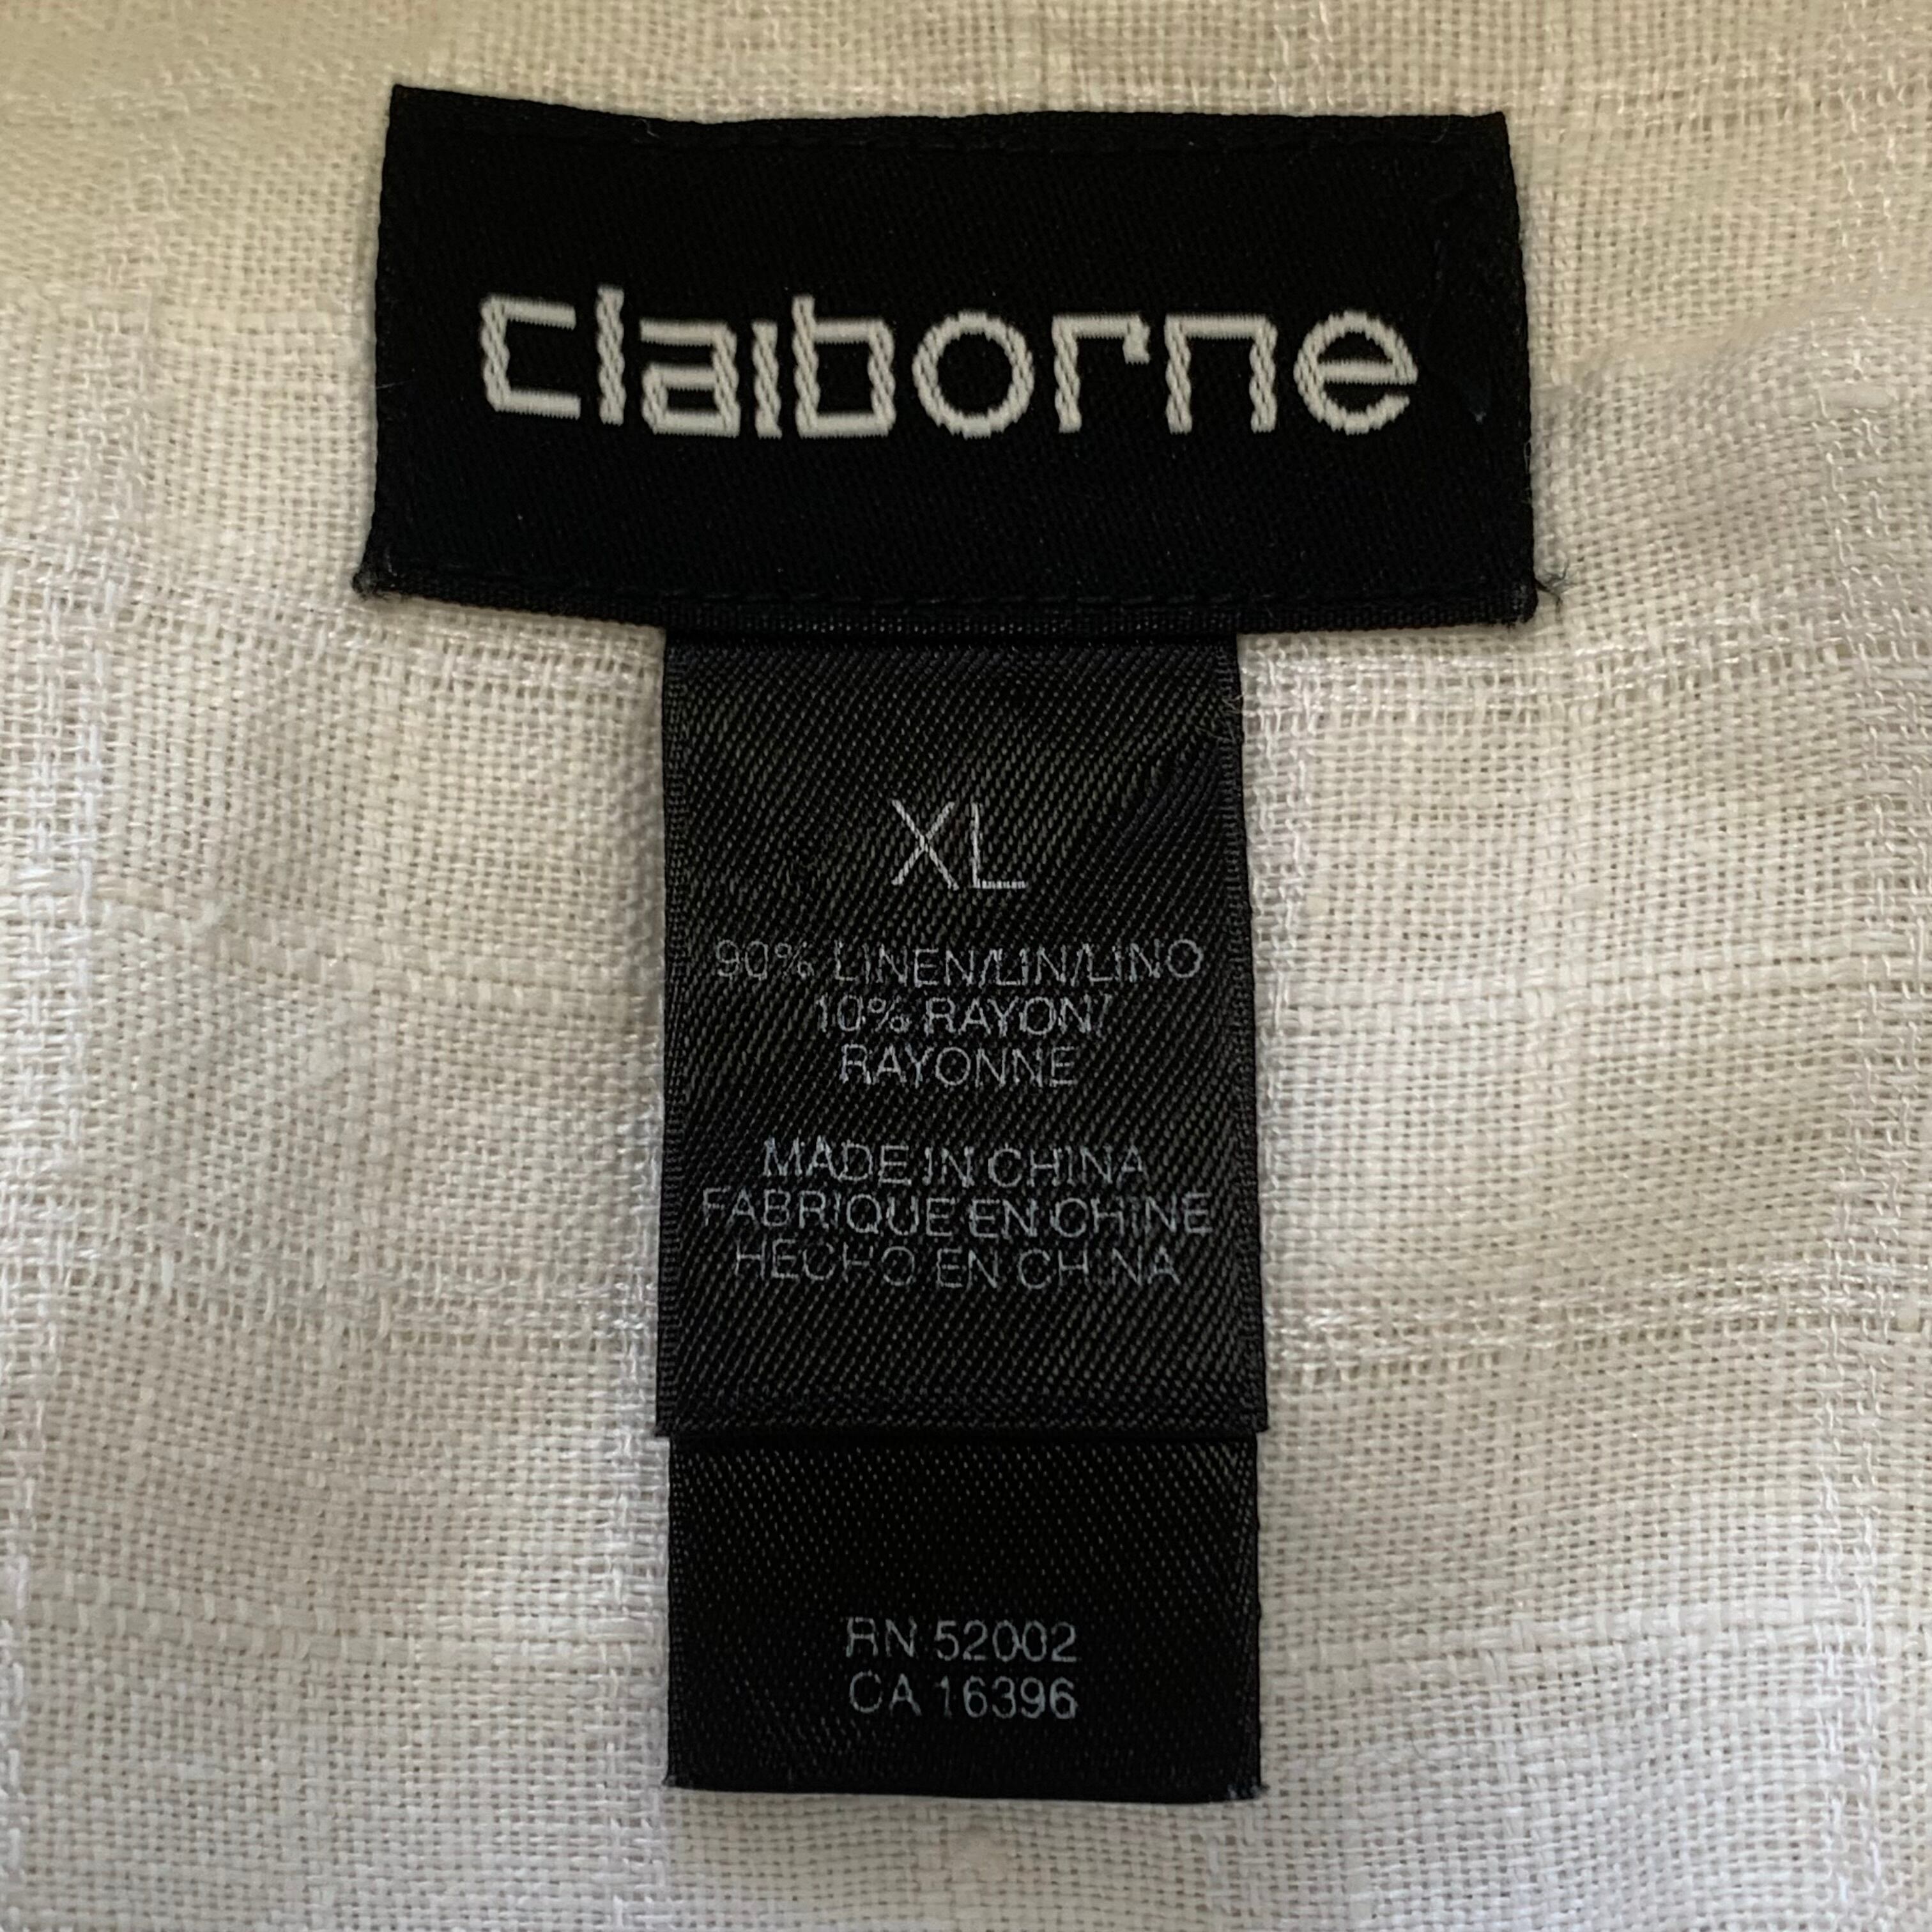 claiborne
XL
90% LINEN/LIN/LINO
10% RAYON/
RAYONNE
MADE IN CHINA
FABRIQUE EN CHINE
HECHO EN CHINA
RN 52002
CA 16396